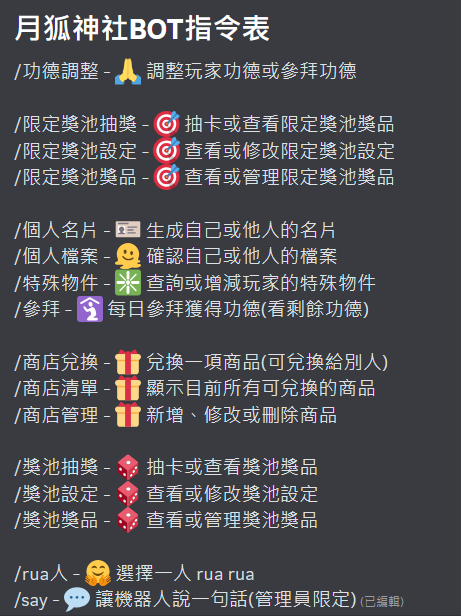 月狐神社BOT指令表
/功德調整 - 🙏 調整玩家功德或參拜功德
/限定獎池抽獎 - 🎯 抽卡或查看限定獎池獎品
/限定獎池設定 - 🎯 查看或修改限定獎池設定
/限定獎池獎品 - 🎯 查看或管理限定獎池獎品
/個人名片 - 🪪 生成自己或他人的名片
/個人檔案 - 🫠 確認自己或他人的檔案
/特殊物件 - ❇️ 查詢或增減玩家的特殊物件
/參拜 - 🛐 每日參拜獲得功德(看剩餘功德)
/商店兌換 - 🎁 兌換一項商品(可兌換給別人)
/商店清單 - 🎁 顯示目前所有可兌換的商品
/商店管理 - 🎁 新增、修改或刪除商品
/獎池抽獎 - 🎲 抽卡或查看獎池獎品
/獎池設定 - 🎲 查看或修改獎池設定
/獎池獎品 - 🎲 查看或管理獎池獎品
/rua人 - 🤗 選擇一人 rua rua
/say - 💬 讓機器人說一句話(管理員限定) (已編輯)